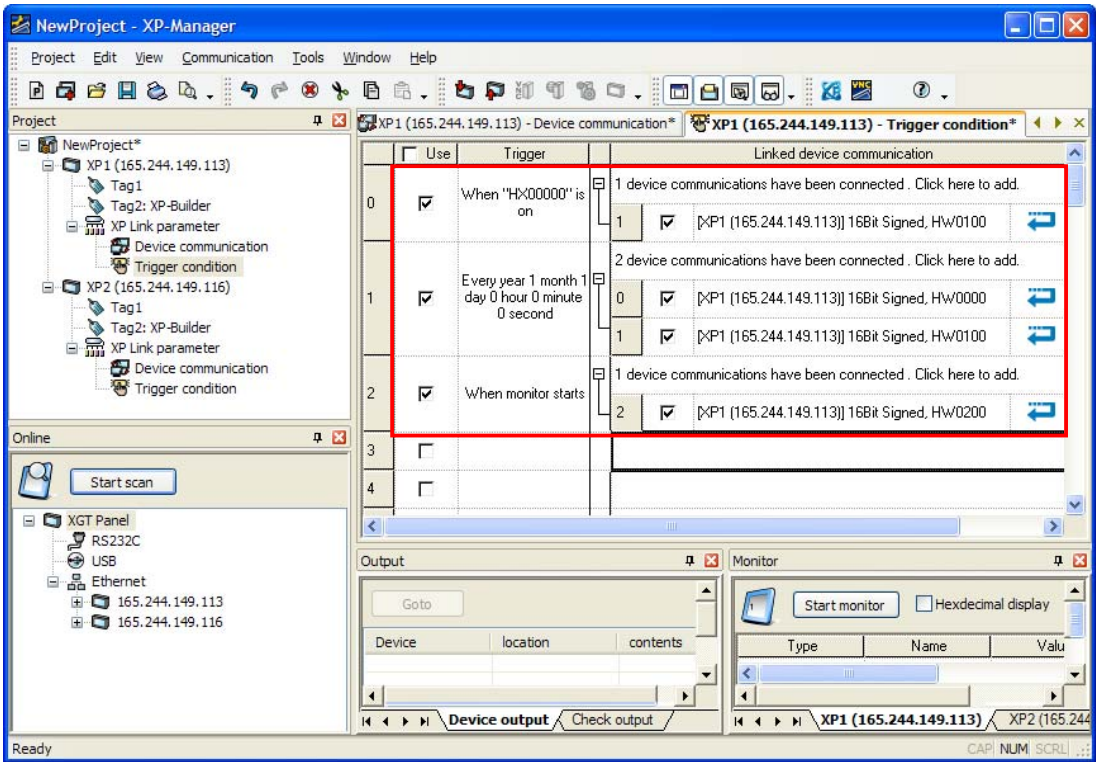 NewProject - XP-Manager
Project Edit View Communication Tools Window Help
Project
NewProject*
XP1 (165.244.149.113)
Tag1
Tag2: XP-Builder
XP Link parameter
Device communication
Trigger condition
XP2 (165.244.149.116)
Tag1
Tag2: XP-Builder
XP Link parameter
Device communication
Trigger condition
Online
Start scan
XGT Panel
RS232C
USB
Ethernet
165.244.149.113
165.244.149.116
XP1 (165.244.149.113) - Device communication* XP1 (165.244.149.113) - Trigger condition*
Use Trigger Linked device communication
0 When "HX00000" is on
1 device communications have been connected . Click here to add.
1 [XP1 (165.244.149.113)] 16Bit Signed, HW0100
1 Every year 1 month 1 day 0 hour 0 minute 0 second
2 device communications have been connected . Click here to add.
0 [XP1 (165.244.149.113)] 16Bit Signed, HW0000
1 [XP1 (165.244.149.113)] 16Bit Signed, HW0100
2 When monitor starts
1 device communications have been connected . Click here to add.
2 [XP1 (165.244.149.113)] 16Bit Signed, HW0200
3
4
Output
Goto
Device location contents
Device output Check output
Monitor
Start monitor Hexdecimal display
Type Name Valu
XP1 (165.244.149.113) XP2 (165.244
Ready
CAP NUM SCRL